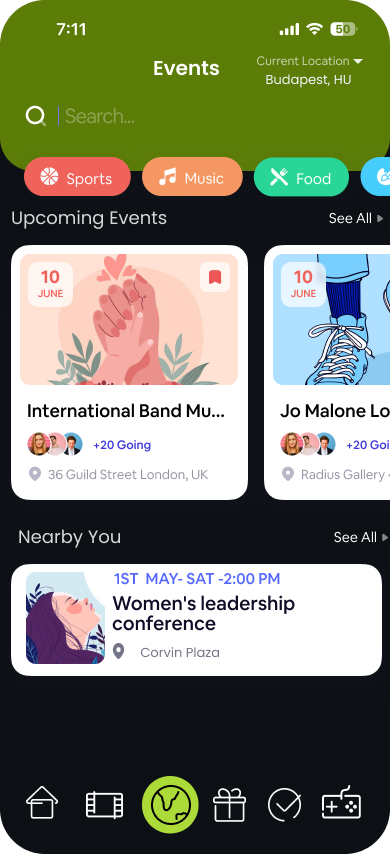 7:11
50
Events
Current Location
Budapest, HU
Search...
Sports
Music
Food
Upcoming Events
See All
10
JUNE
10
JUNE
International Band Mu...
Jo Malone Lo
+20 Going
+20 Goi
36 Guild Street London, UK
Radius Gallery
Nearby You
See All
1ST MAY- SAT -2:00 PM
Women's leadership
conference
Corvin Plaza